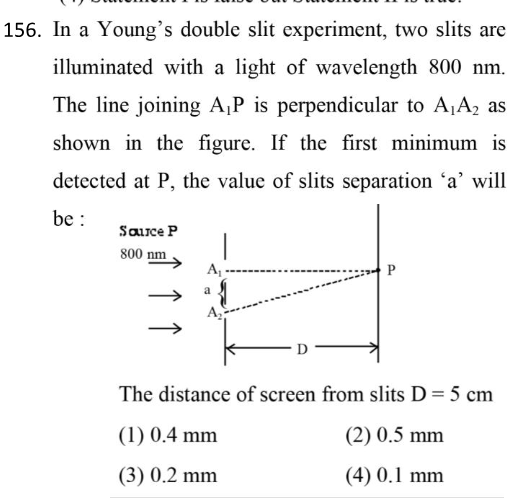 156. In a Young's double slit experiment, two slits are
illuminated with a light of wavelength 800 nm.
The line joining A₁P is perpendicular to A₁A₂ as
shown in the figure. If the first minimum is
detected at P, the value of slits separation 'a' will
be :
Source P
800 nm
A₁
P
a
A₂
D
The distance of screen from slits D = 5 cm
(1) 0.4 mm (2) 0.5 mm
(3) 0.2 mm (4) 0.1 mm